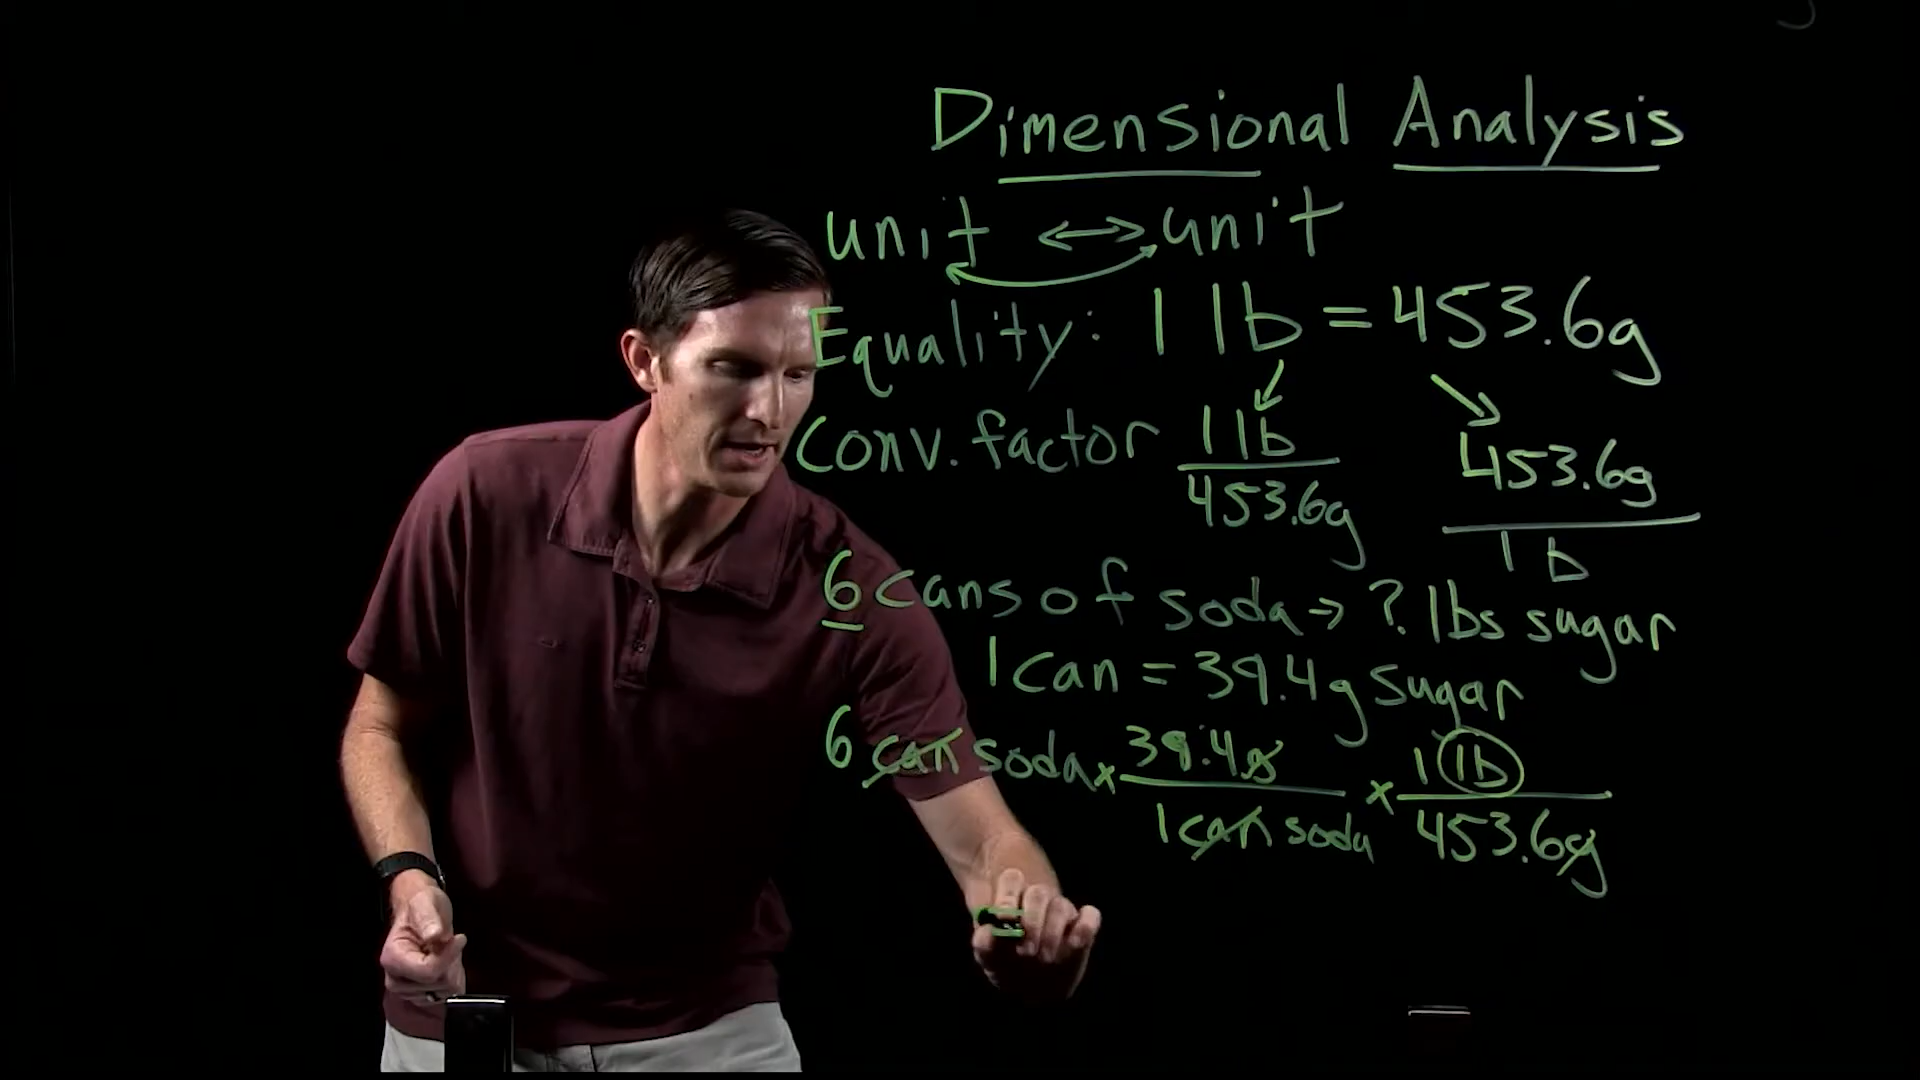 Dimensional Analysis
unit ↔ unit
Equality: 1 lb = 453.6g
Conv. factor 1 lb / 453.6g 453.6g / 1 b
6 cans of soda → ? lbs sugar
1 can = 39.4g sugar
6 can soda × 39.4g / 1 can soda × 1 lb / 453.6g